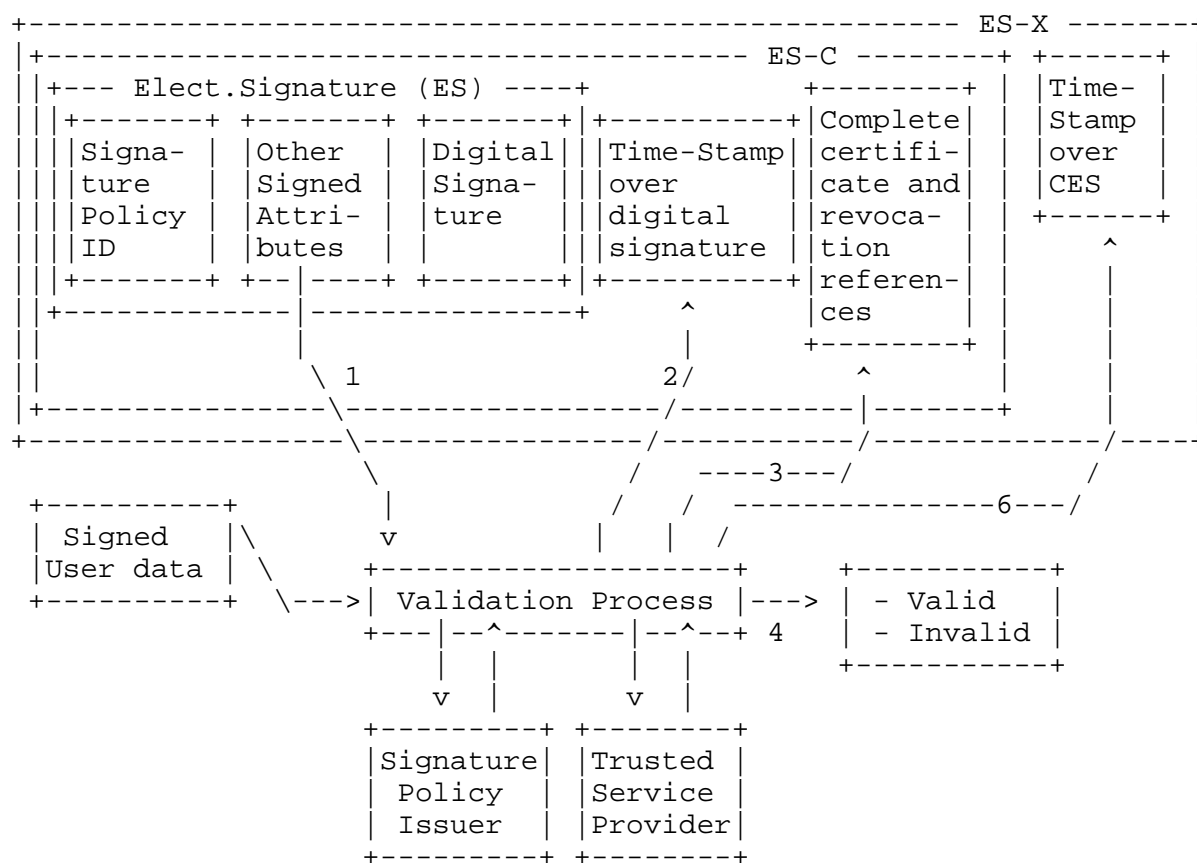 ES-X
ES-C
Elect.Signature (ES)
Time-
Stamp
over
CES
Complete
certifi-
cate and
revoca-
tion
referen-
ces
Signa-
ture
Policy
ID
Other
Signed
Attri-
butes
Digital
Signa-
ture
Time-Stamp
over
digital
signature
1
2
3
6
Signed
User data
Validation Process
4
- Valid
- Invalid
Signature
Policy
Issuer
Trusted
Service
Provider